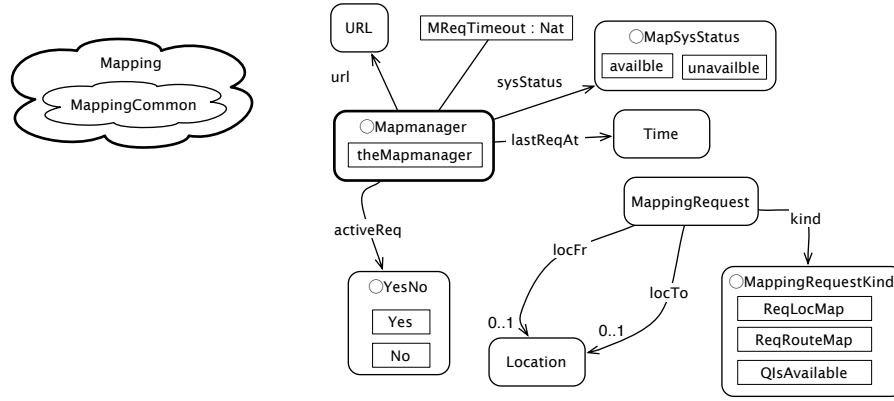 URL
MReqTimeout : Nat
MapSysStatus
availble
unavailble
Mapping
MappingCommon
url
sysStatus
Mapmanager
theMapmanager
lastReqAt
Time
MappingRequest
kind
activeReq
locFr
YesNo
Yes
No
locTo
MappingRequestKind
ReqLocMap
ReqRouteMap
QIsAvailable
0..1
0..1
Location